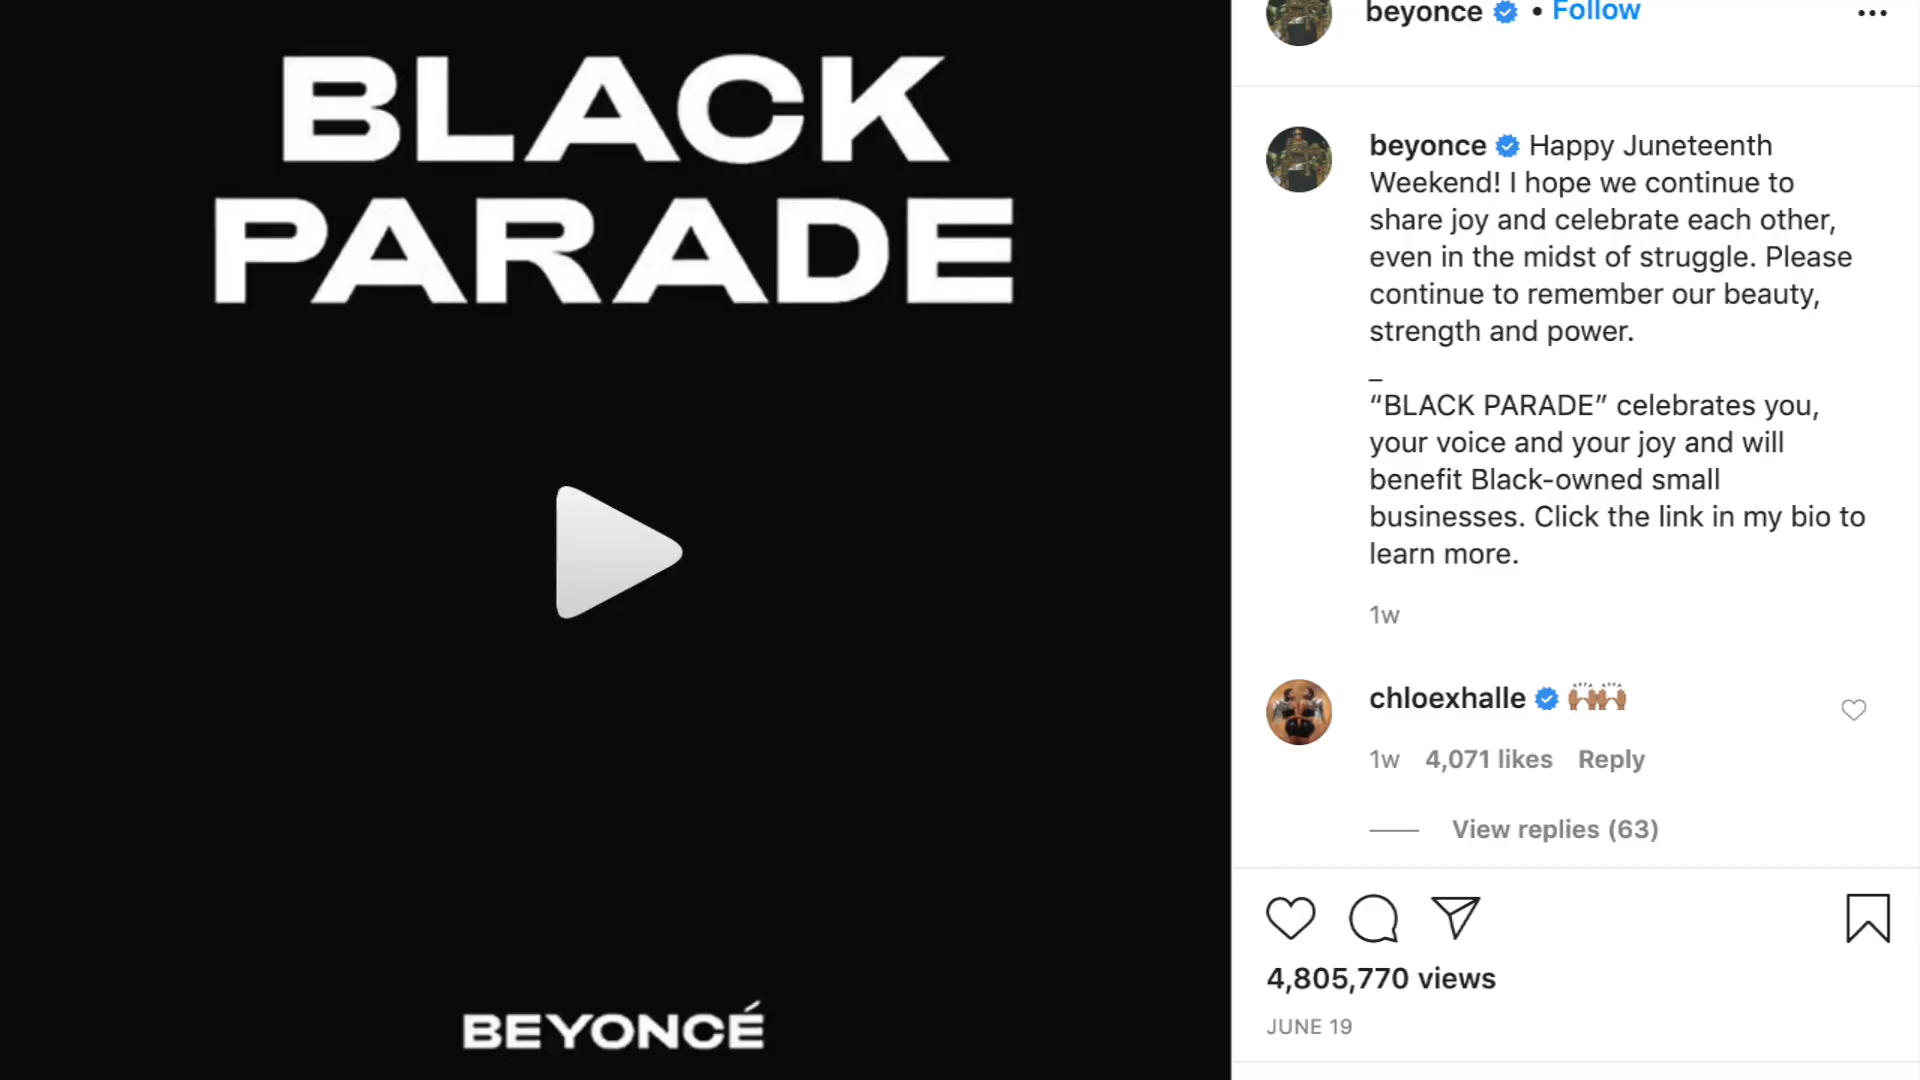 BLACK
PARADE
BEYONCÉ
beyonce • Follow
beyonce Happy Juneteenth
Weekend! I hope we continue to
share joy and celebrate each other,
even in the midst of struggle. Please
continue to remember our beauty,
strength and power.
_
“BLACK PARADE” celebrates you,
your voice and your joy and will
benefit Black-owned small
businesses. Click the link in my bio to
learn more.
1w
chloexhalle 🙌🏽🙌🏽
1w 4,071 likes Reply
View replies (63)
4,805,770 views
JUNE 19